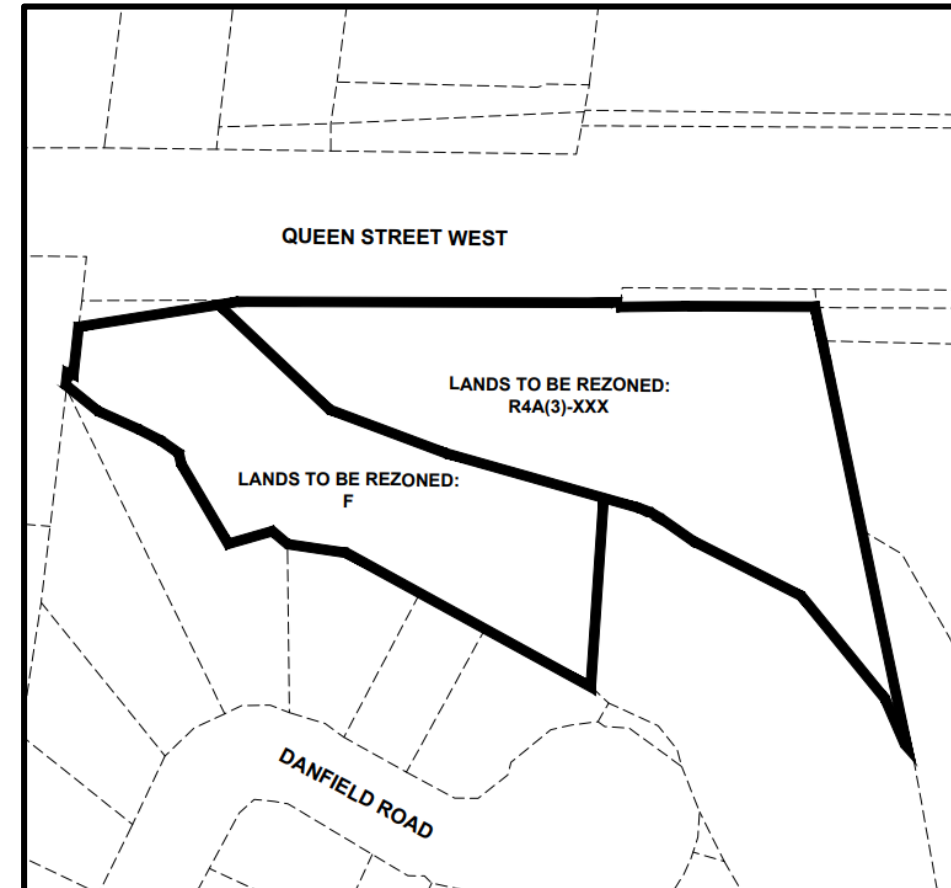 QUEEN STREET WEST
LANDS TO BE REZONED:
R4A(3)-XXX
LANDS TO BE REZONED:
F
DANFIELD ROAD